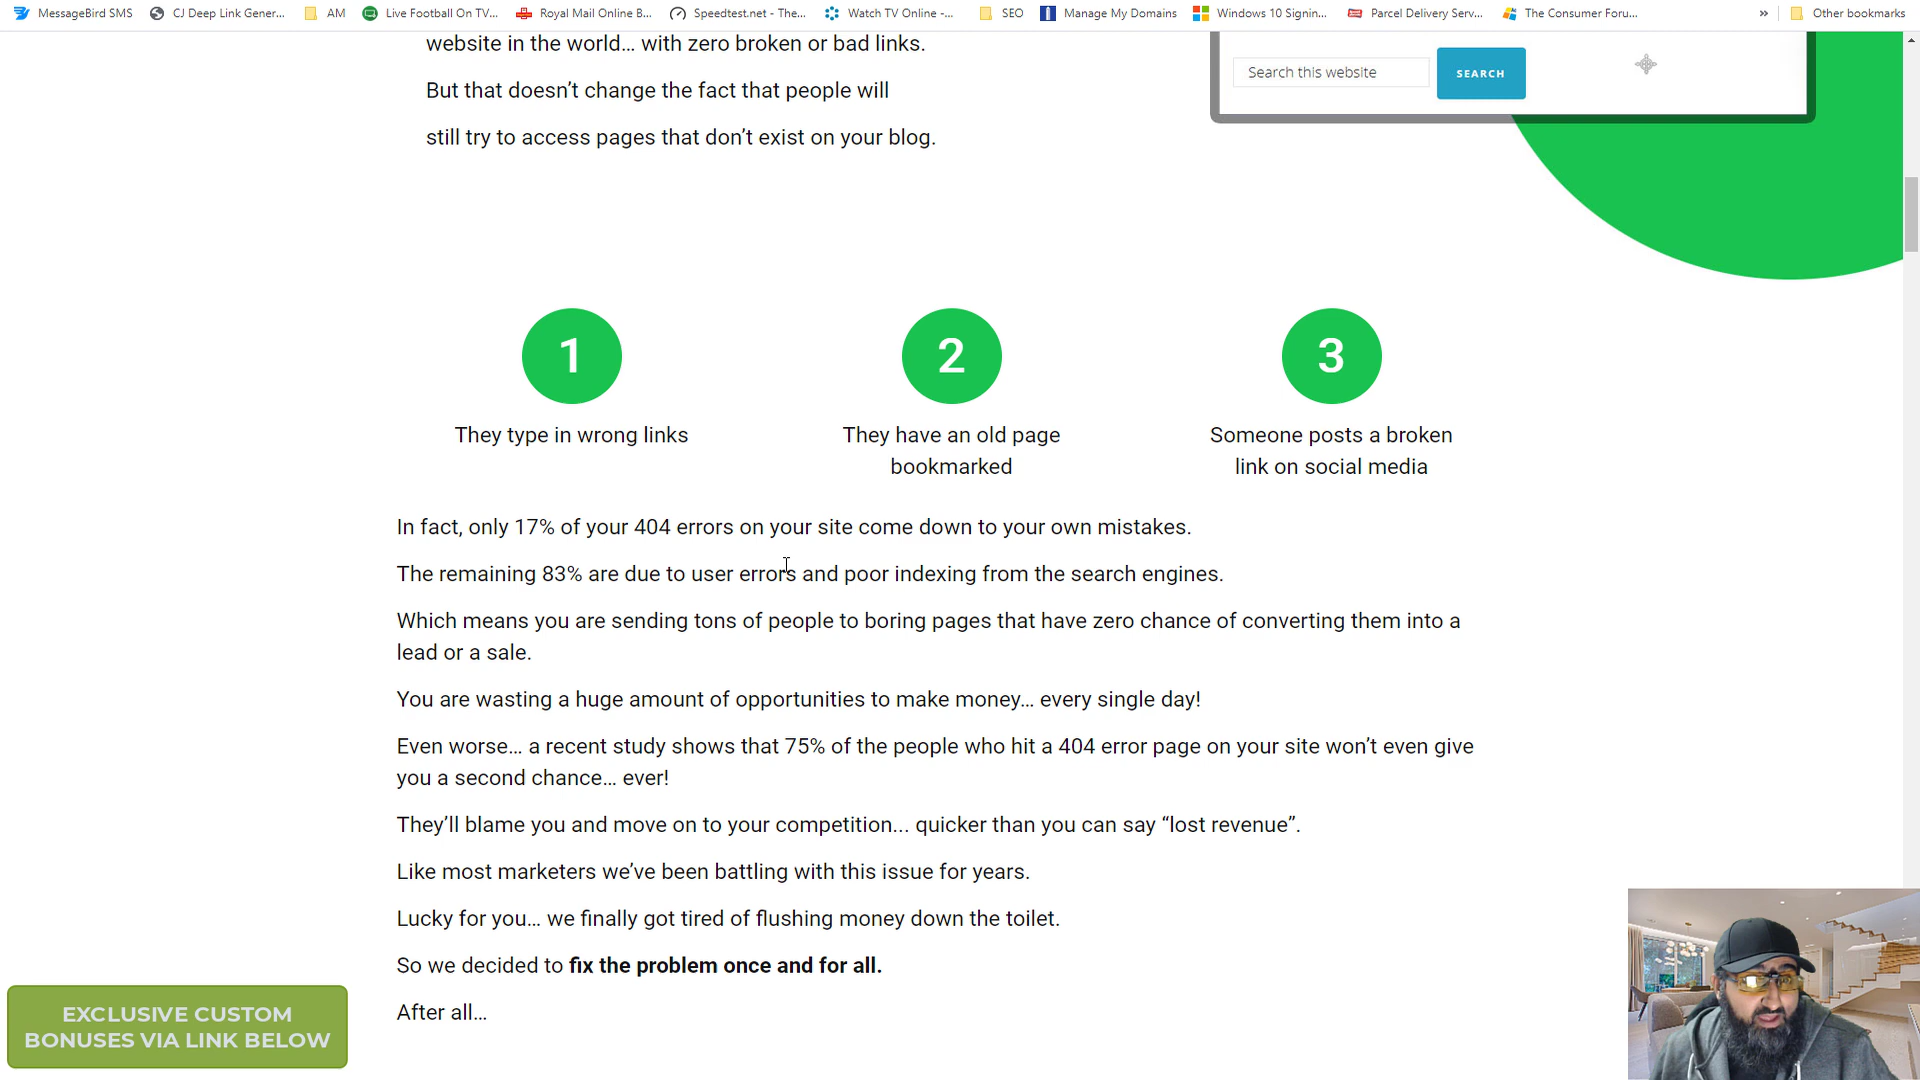 MessageBird SMS
CJ Deep Link Gener...
AM
Live Football On TV...
Royal Mail Online B...
Speedtest.net - The...
Watch TV Online -...
SEO
Manage My Domains
Windows 10 Signin...
Parcel Delivery Serv...
The Consumer Foru...
»
Other bookmarks
website in the world… with zero broken or bad links.
But that doesn’t change the fact that people will
still try to access pages that don’t exist on your blog.
Search this website
SEARCH
1
They type in wrong links
2
They have an old page
bookmarked
3
Someone posts a broken
link on social media
In fact, only 17% of your 404 errors on your site come down to your own mistakes.
The remaining 83% are due to user errors and poor indexing from the search engines.
Which means you are sending tons of people to boring pages that have zero chance of converting them into a
lead or a sale.
You are wasting a huge amount of opportunities to make money… every single day!
Even worse… a recent study shows that 75% of the people who hit a 404 error page on your site won’t even give
you a second chance… ever!
They’ll blame you and move on to your competition... quicker than you can say “lost revenue”.
Like most marketers we’ve been battling with this issue for years.
Lucky for you… we finally got tired of flushing money down the toilet.
So we decided to fix the problem once and for all.
After all…
EXCLUSIVE CUSTOM
BONUSES VIA LINK BELOW